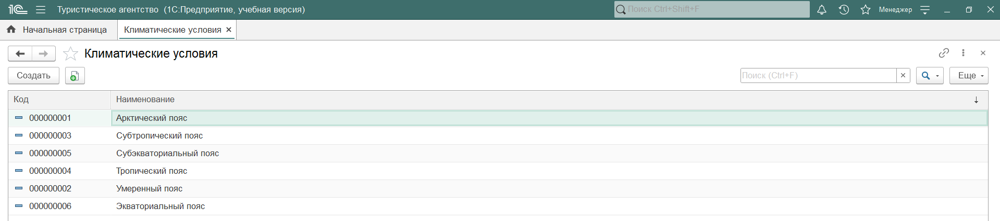 1С Туристическое агентство (1С:Предприятие, учебная версия) Поиск Ctrl+Shift+F Менеджер
Начальная страница Климатические условия
Климатические условия
Создать Поиск (Ctrl+F) Еще
Код Наименование
000000001 Арктический пояс
000000003 Субтропический пояс
000000005 Субэкваториальный пояс
000000004 Тропический пояс
000000002 Умеренный пояс
000000006 Экваториальный пояс